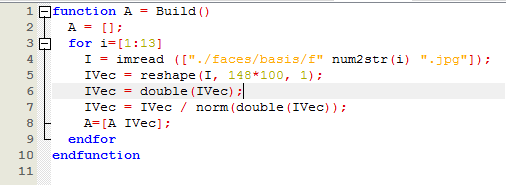 1 function A = Build()
2 A = [];
3 for i=[1:13]
4 I = imread (["./faces/basis/f" num2str(i) ".jpg"]);
5 IVec = reshape(I, 148*100, 1);
6 IVec = double(IVec);
7 IVec = IVec / norm(double(IVec));
8 A=[A IVec];
9 endfor
10 endfunction
11